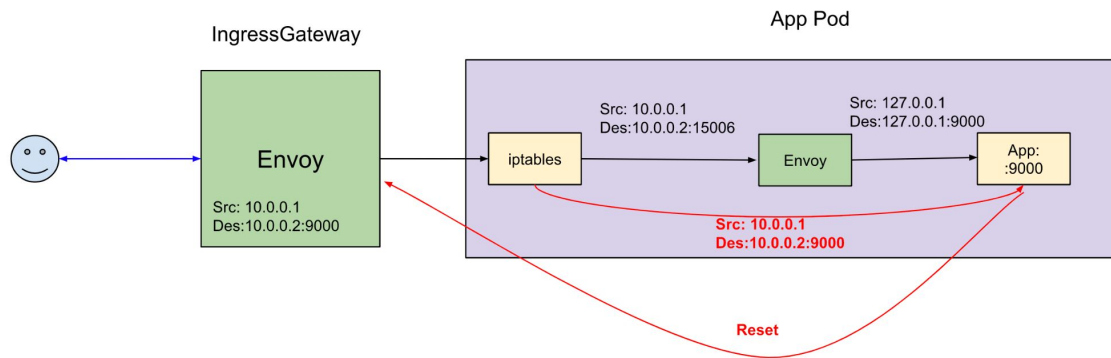 App Pod
IngressGateway
Envoy
Src: 10.0.0.1
Des:10.0.0.2:9000
iptables
Src: 10.0.0.1
Des:10.0.0.2:15006
Envoy
Src: 127.0.0.1
Des:127.0.0.1:9000
App:
:9000
Src: 10.0.0.1
Des:10.0.0.2:9000
Reset